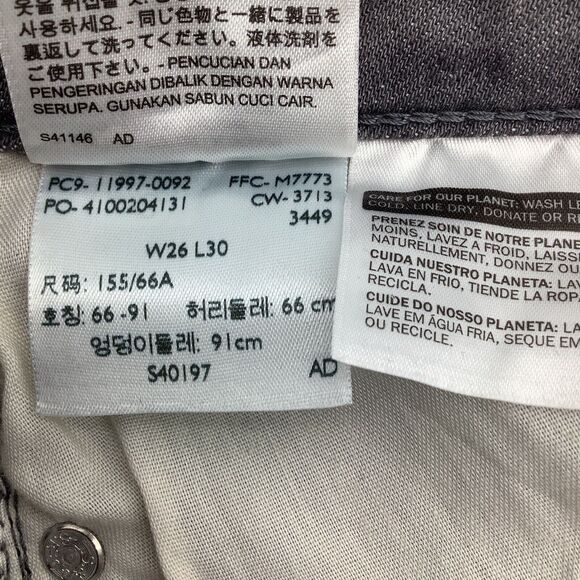 사용하세요 - 同じ色物と一緒に製品を
裏返して洗ってください。液体洗剤をご
使用下さい。- PENCUCIAN DAN
PENGERINGAN DIBALIK DENGAN WARNA
SERUPA. GUNAKAN SABUN CUCI CAIR.
S41146 AD
PC9- 11997-0092 FFC- M7773
PO- 4100204131 CW- 3713
3449
W26 L30
尺码: 155/66A
호칭: 66 -91 허리둘레: 66 cm
엉덩이둘레: 91cm
S40197 AD
CARE FOR OUR PLANET: WASH LE
COLD, LINE DRY, DONATE OR RE
PRENEZ SOIN DE NOTRE PLANE
MOINS, LAVEZ A FROID, LAISS
NATURELLEMENT, DONNEZ OU
CUIDA NUESTRO PLANETA: LA
LAVA EN FRIO, TIENDE LA ROP
RECICLA.
CUIDE DO NOSSO PLANETA: LA
LAVE EM ÁGUA FRIA, SEQUE EM
OU RECICLE.